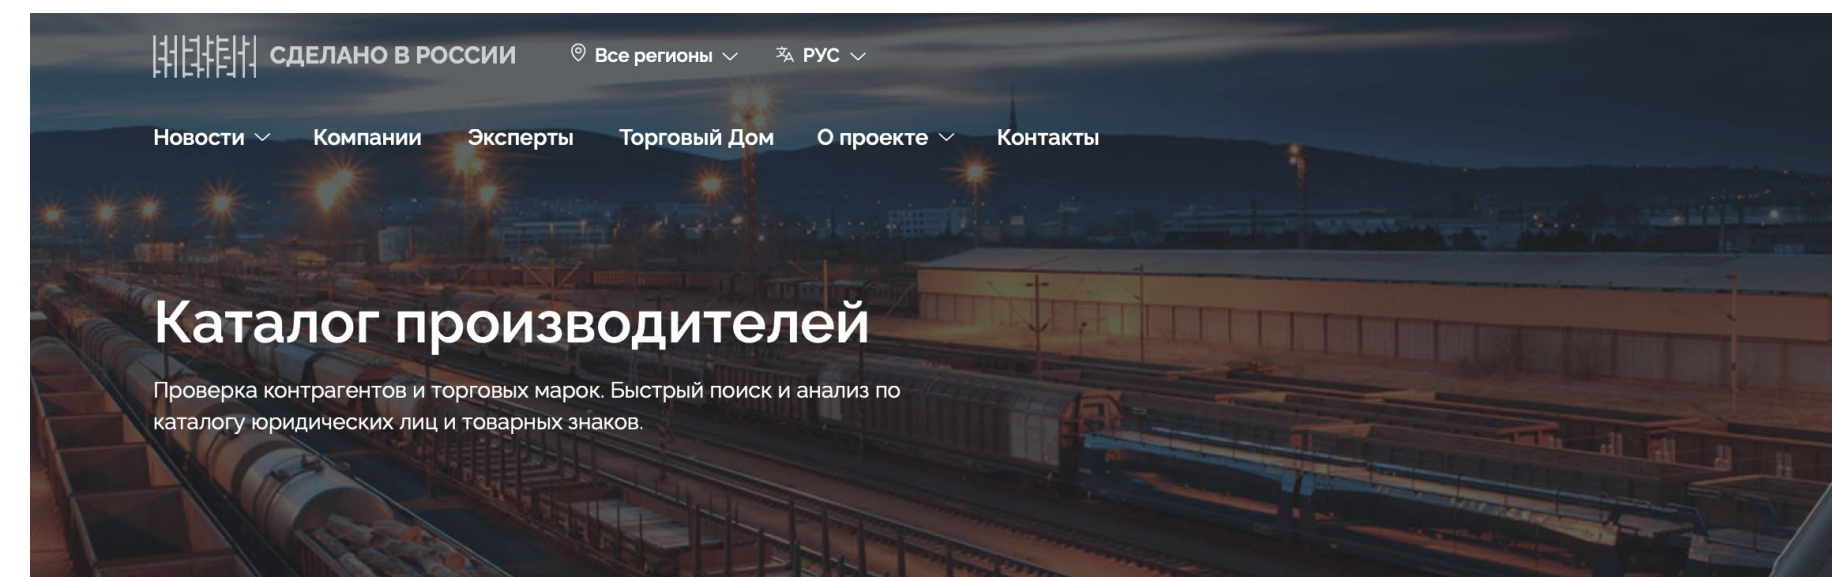 СДЕЛАНО В РОССИИ Все регионы РУС
Новости Компании Эксперты Торговый Дом О проекте Контакты
Каталог производителей
Проверка контрагентов и торговых марок. Быстрый поиск и анализ по
каталогу юридических лиц и товарных знаков.